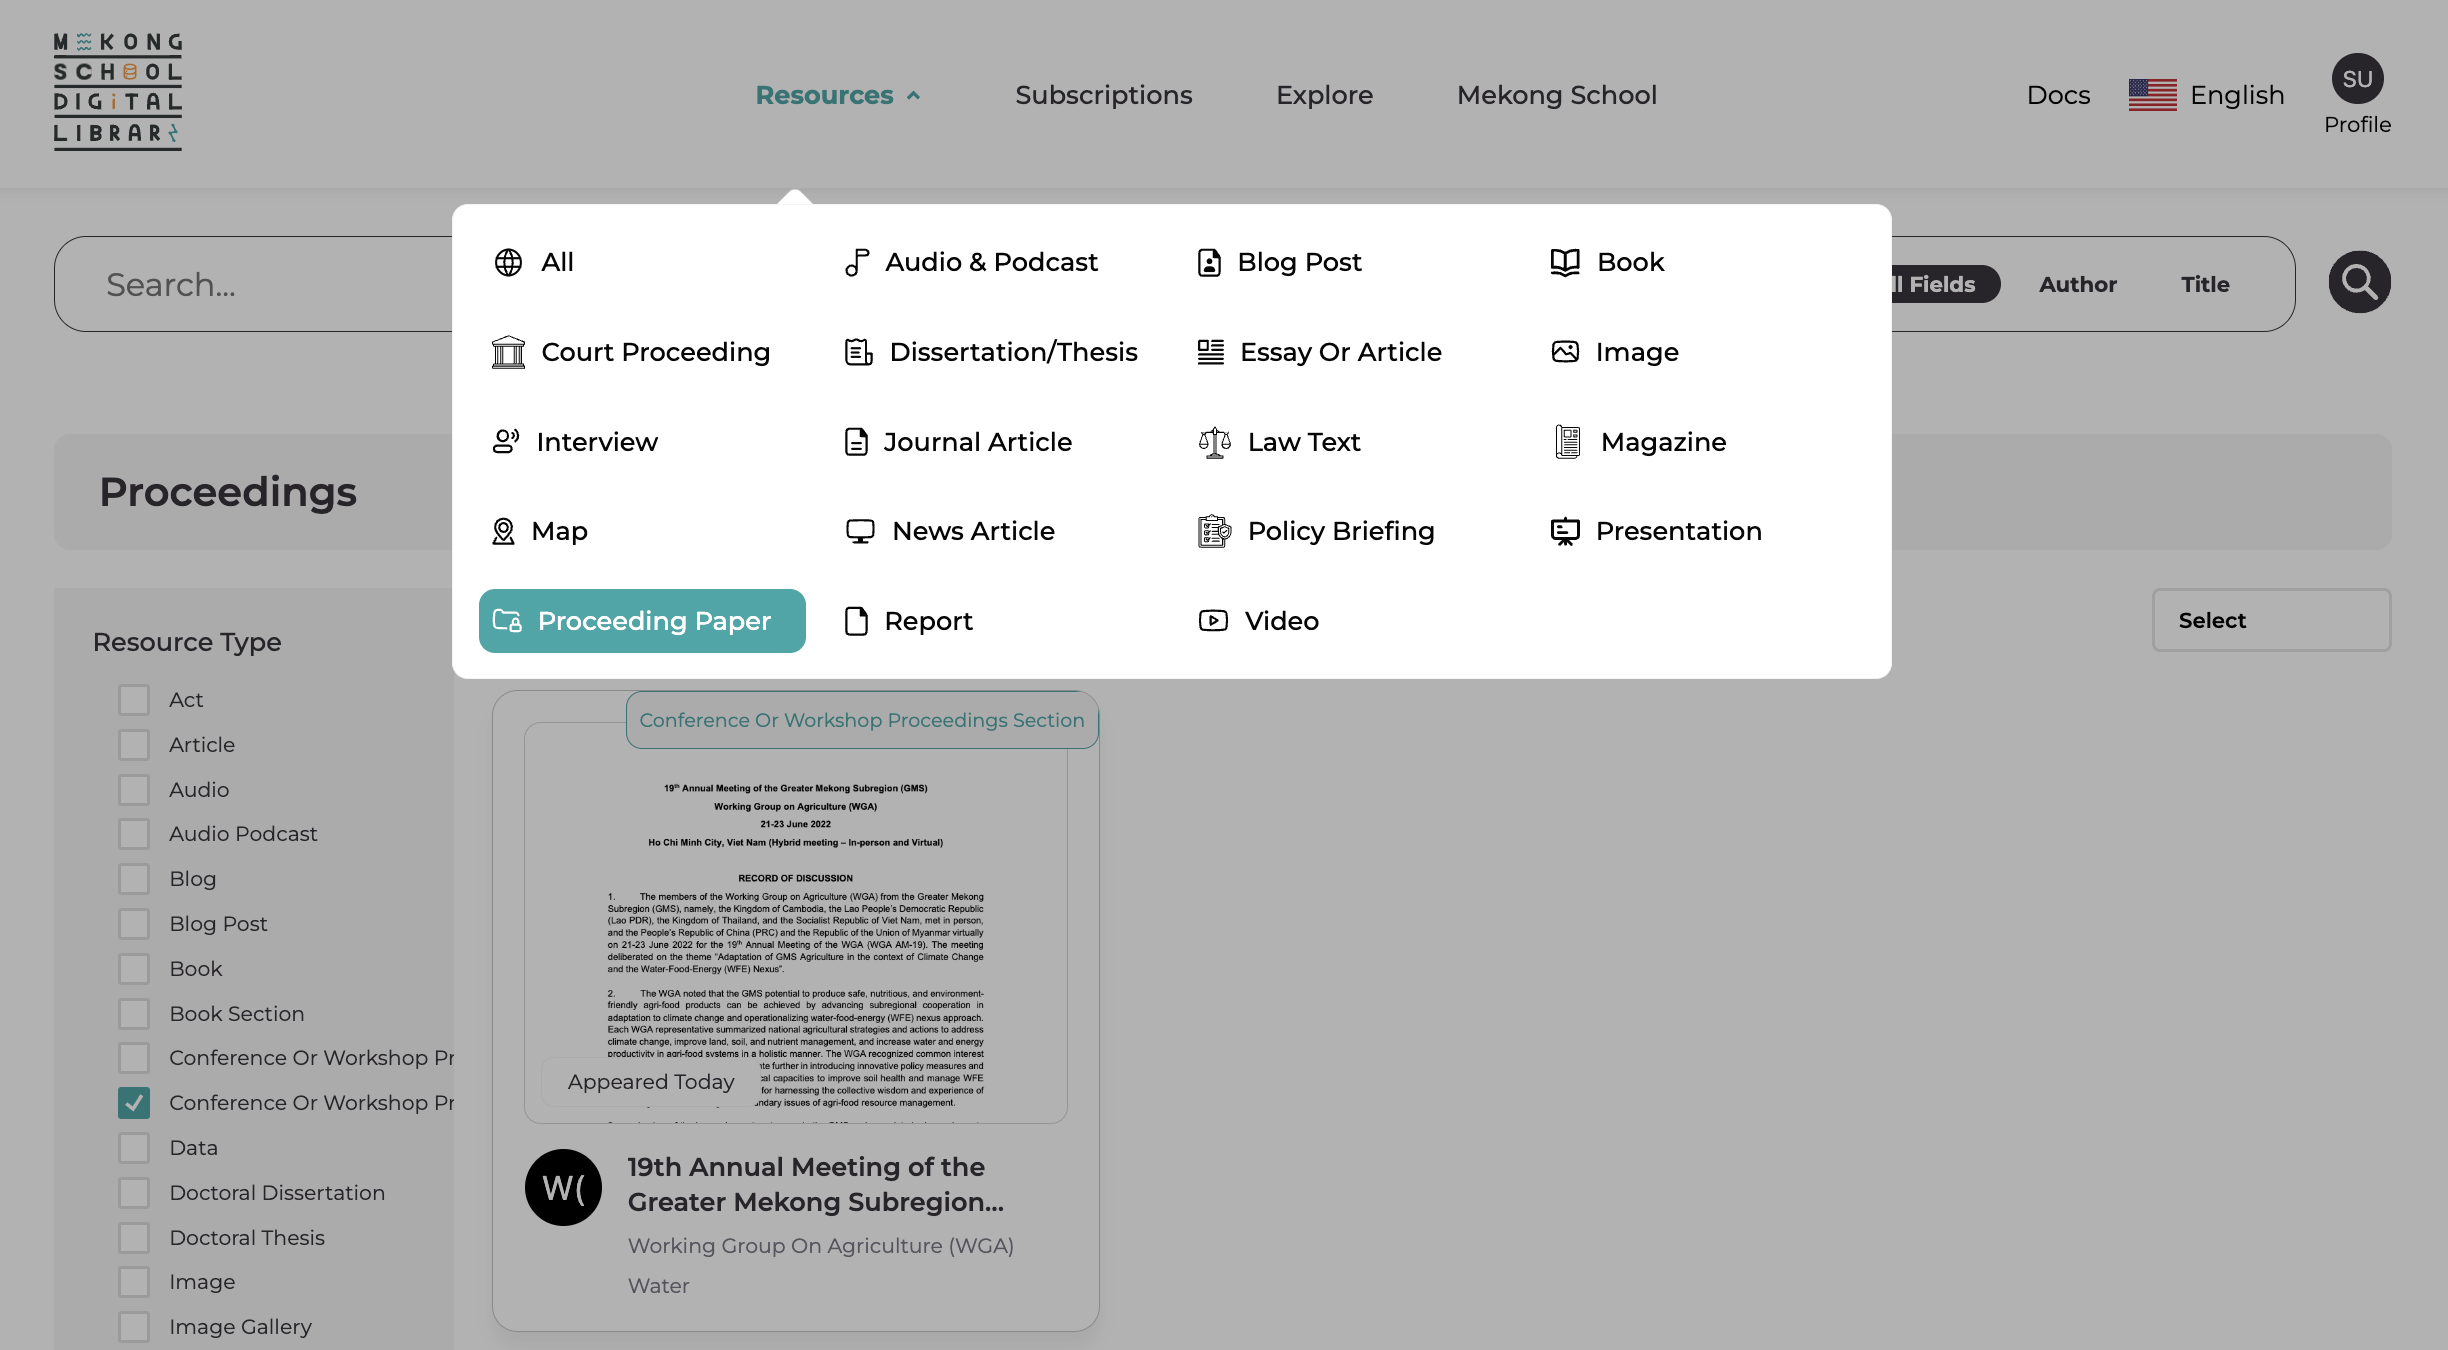 MEKONG
SCHOOL
DIGITAL
LIBRARY
Resources
Subscriptions
Explore
Mekong School
Docs
English
SU
Profile
Search...
ll Fields
Author
Title
All
Audio & Podcast
Blog Post
Book
Court Proceeding
Dissertation/Thesis
Essay Or Article
Image
Interview
Journal Article
Law Text
Magazine
Map
News Article
Policy Briefing
Presentation
Proceeding Paper
Report
Video
Proceedings
Select
Resource Type
Act
Article
Audio
Audio Podcast
Blog
Blog Post
Book
Book Section
Conference Or Workshop Pr
Conference Or Workshop Pr
Data
Doctoral Dissertation
Doctoral Thesis
Image
Image Gallery
Conference Or Workshop Proceedings Section
19th Annual Meeting of the Greater Mekong Subregion (GMS)
Working Group on Agriculture (WGA)
21-23 June 2022
Ho Chi Minh City, Viet Nam (Hybrid meeting – In-person and Virtual)
RECORD OF DISCUSSION
1. The members of the Working Group on Agriculture (WGA) from the Greater Mekong
Subregion (GMS), namely, the Kingdom of Cambodia, the Lao People's Democratic Republic
(Lao PDR), the Kingdom of Thailand, and the Socialist Republic of Viet Nam, met in person,
and the People's Republic of China (PRC) and the Republic of the Union of Myanmar virtually
on 21-23 June 2022 for the 19th Annual Meeting of the WGA (WGA AM-19). The meeting
deliberated on the theme "Adaptation of GMS Agriculture in the context of Climate Change
and the Water-Food-Energy (WFE) Nexus".
2. The WGA noted that the GMS potential to produce safe, nutritious, and environment-
friendly agri-food products can be achieved by advancing subregional cooperation in
adaptation to climate change and operationalizing water-food-energy (WFE) nexus approach.
Each WGA representative summarized national agricultural strategies and actions to address
climate change, improve land, soil, and nutrient management, and increase water and energy
productivity in agri-food systems in a holistic manner. The WGA recognized common interest
te further in introducing innovative policy measures and
cal capacities to improve soil health and manage WFE
for harnessing the collective wisdom and experience of
ndary issues of agri-food resource management.
Appeared Today
W(
19th Annual Meeting of the
Greater Mekong Subregion...
Working Group On Agriculture (WGA)
Water